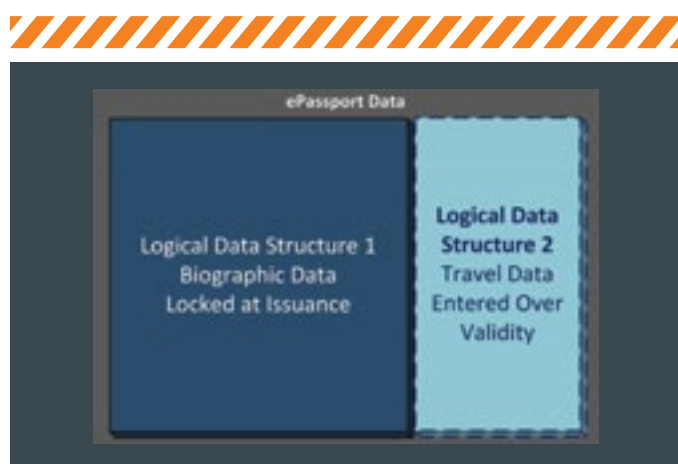 ePassport Data
Logical Data Structure 1
Biographic Data
Locked at Issuance
Logical Data
Structure 2
Travel Data
Entered Over
Validity